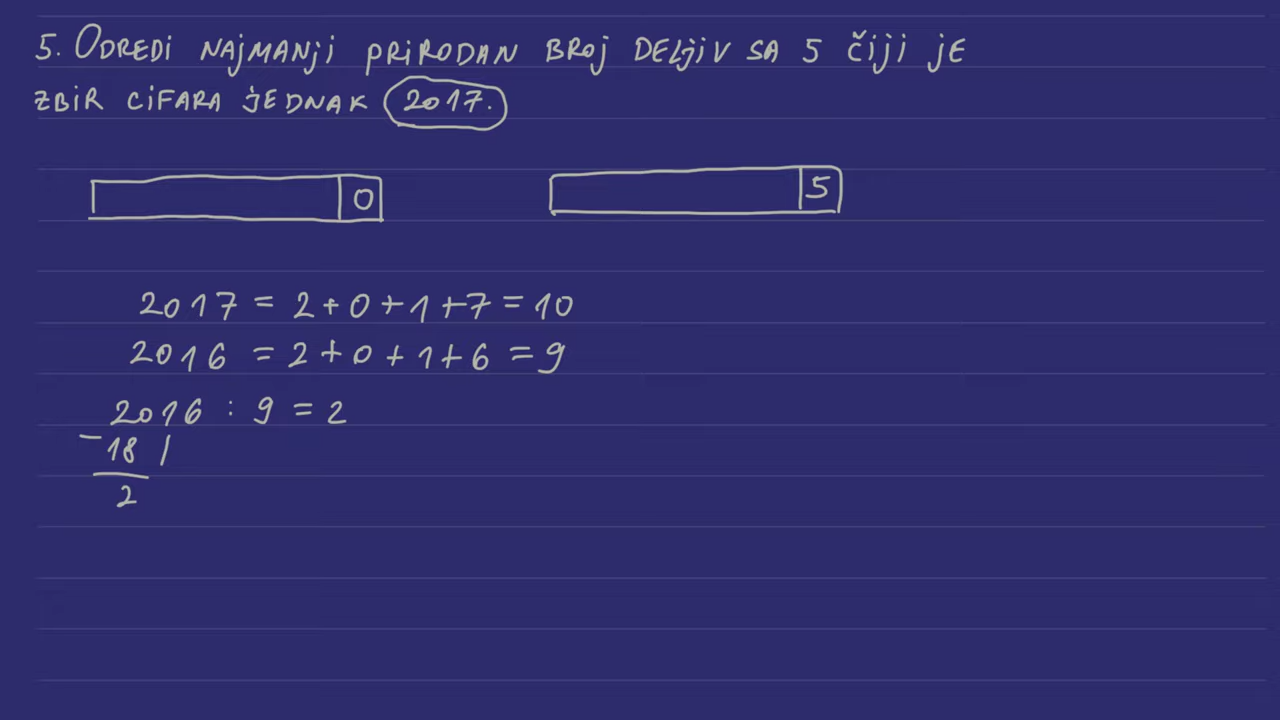 5. ODREDI NAJMANJI PRIRODAN BROJ DELJIV SA 5 ČIJI JE
ZBIR CIFARA JEDNAK 2017.
0
5
2017 = 2+0+1+7 = 10
2016 = 2+0+1+6 = 9
2016 : 9 = 2
-18
2